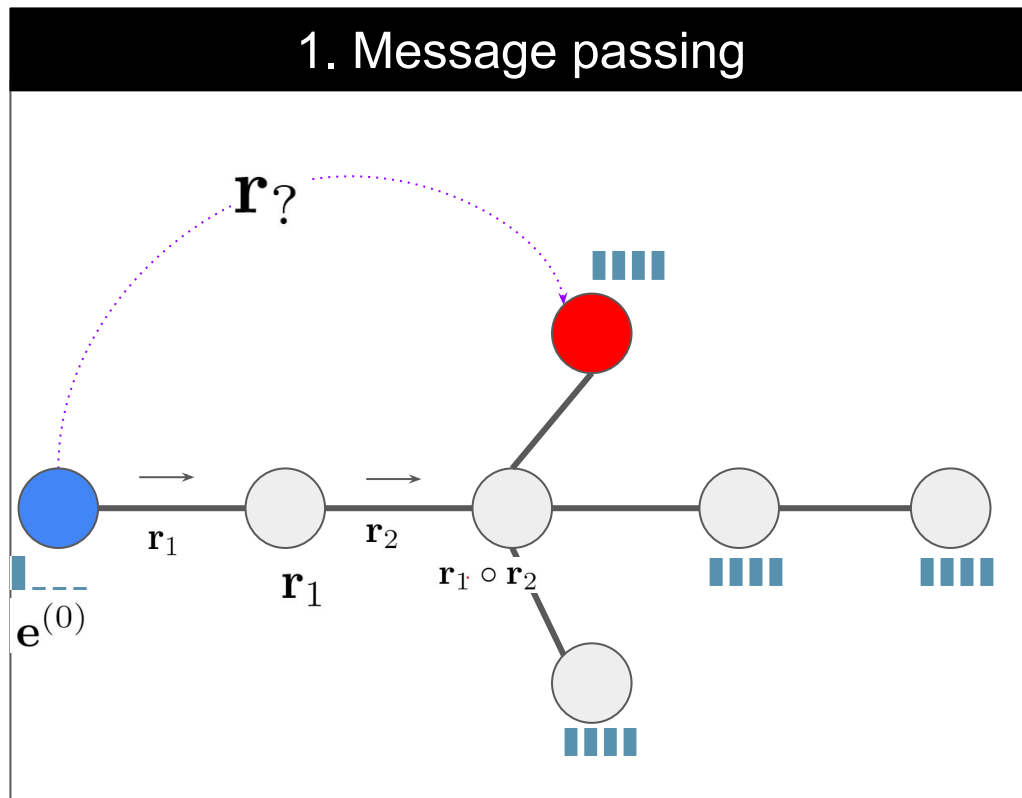 1. Message passing
r?
r1
r2
r1
r1 ∘ r2
e(0)